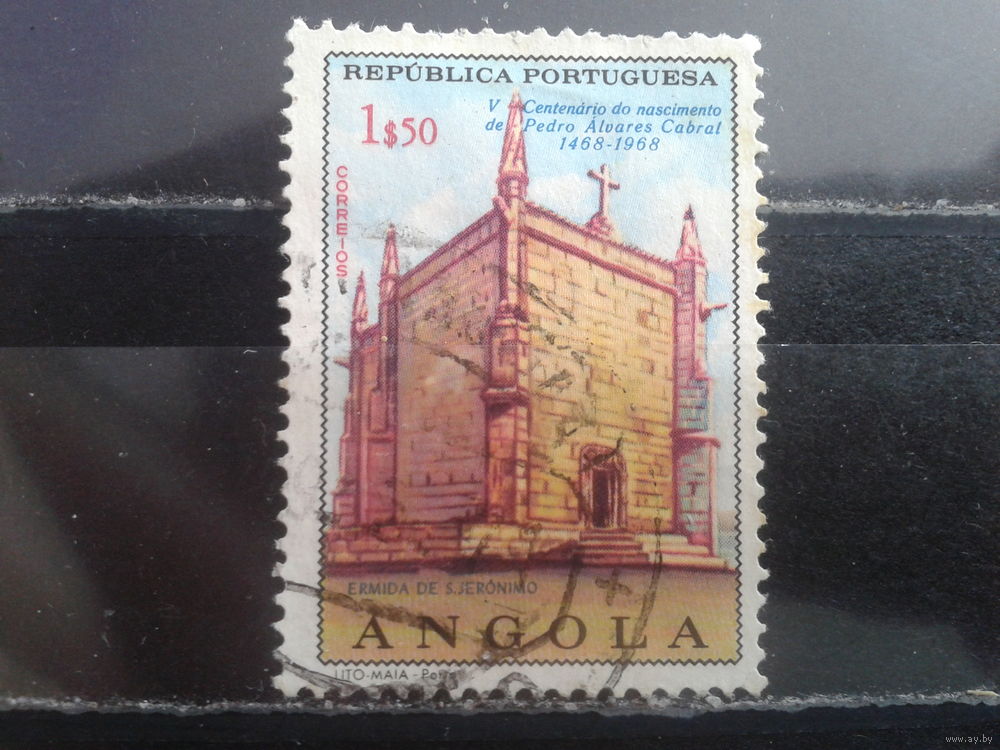 REPÚBLICA PORTUGUESA
1$50
V Centenário do nascimento
de Pedro Álvares Cabral
1468-1968
CORREIOS
ERMIDA DE S.JERÓNIMO
ANGOLA
LITO-MAIA - Porto
www.ay.by